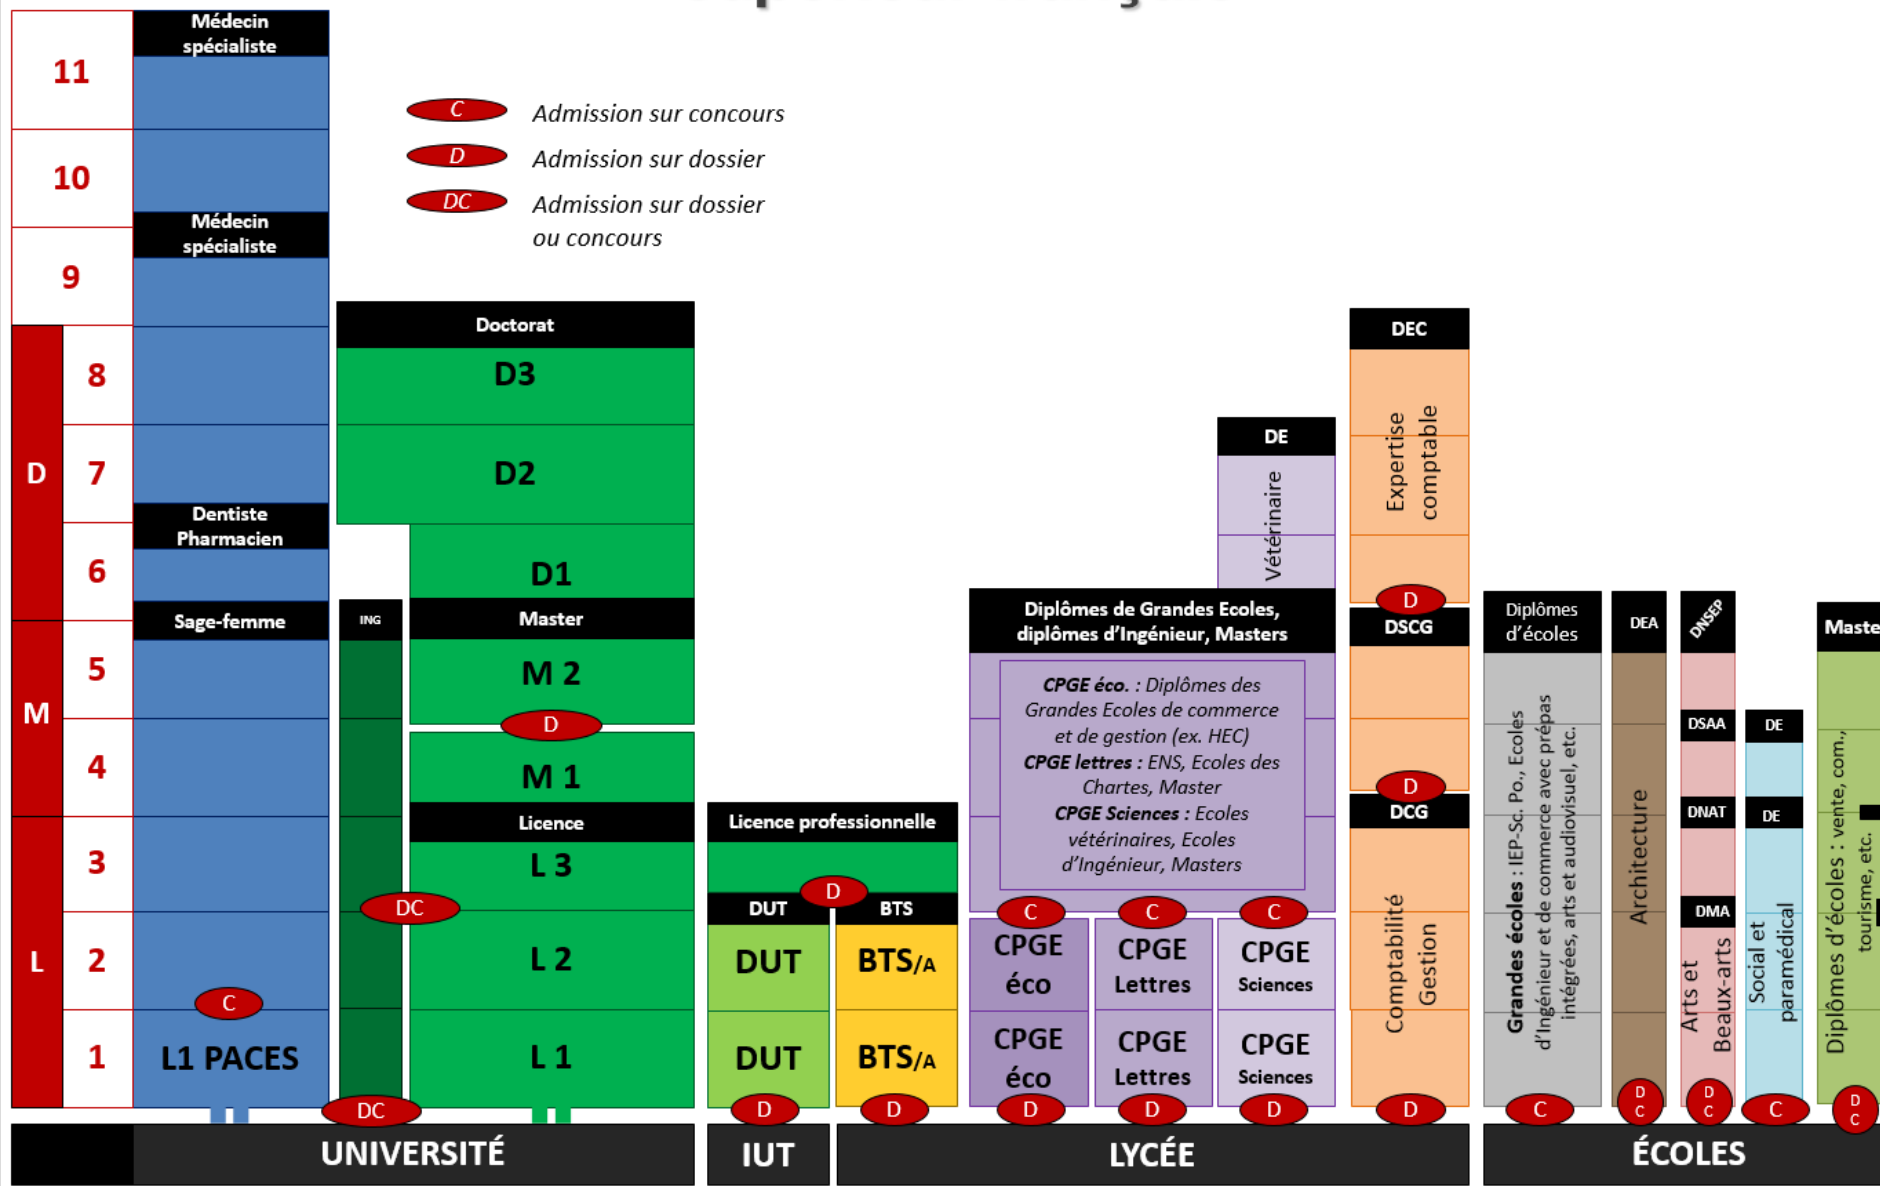 11
10
9
8
7
6
5
4
3
2
1
D
M
L
Médecin
spécialiste
Médecin
spécialiste
Dentiste
Pharmacien
Sage-femme
C
L1 PACES
C
Admission sur concours
D
Admission sur dossier
DC
Admission sur dossier
ou concours
ING
DC
DC
Doctorat
D3
D2
D1
Master
M 2
D
M 1
Licence
L 3
L 2
L 1
UNIVERSITÉ
Licence professionnelle
D
DUT
DUT
DUT
D
IUT
BTS
BTS/A
BTS/A
D
DE
Vétérinaire
Diplômes de Grandes Ecoles,
diplômes d’Ingénieur, Masters
CPGE éco. : Diplômes des
Grandes Ecoles de commerce
et de gestion (ex. HEC)
CPGE lettres : ENS, Ecoles des
Chartes, Master
CPGE Sciences : Ecoles
vétérinaires, Ecoles
d’Ingénieur, Masters
C
C
C
CPGE
éco
CPGE
Lettres
CPGE
Sciences
CPGE
éco
CPGE
Lettres
CPGE
Sciences
D
D
D
DEC
Expertise
comptable
D
DSCG
D
DCG
Comptabilité
Gestion
D
LYCÉE
Diplômes
d’écoles
Grandes écoles : IEP-Sc. Po., Ecoles
d’Ingénieur et de commerce avec prépas
intégrées, arts et audiovisuel, etc.
C
DEA
Architecture
D
C
DNSEP
DSAA
DNAT
DMA
Arts et
Beaux-arts
D
C
DE
DE
Social et
paramédical
C
Maste
Diplômes d’écoles : vente, com.,
tourisme, etc.
D
C
ÉCOLES